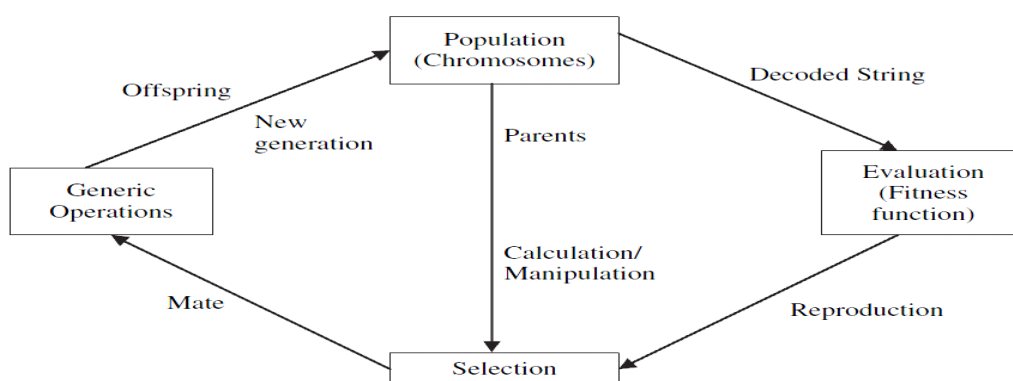 Population
(Chromosomes)
Decoded String
Offspring
New
generation
Parents
Evaluation
(Fitness
function)
Generic
Operations
Calculation/
Manipulation
Mate
Reproduction
Selection